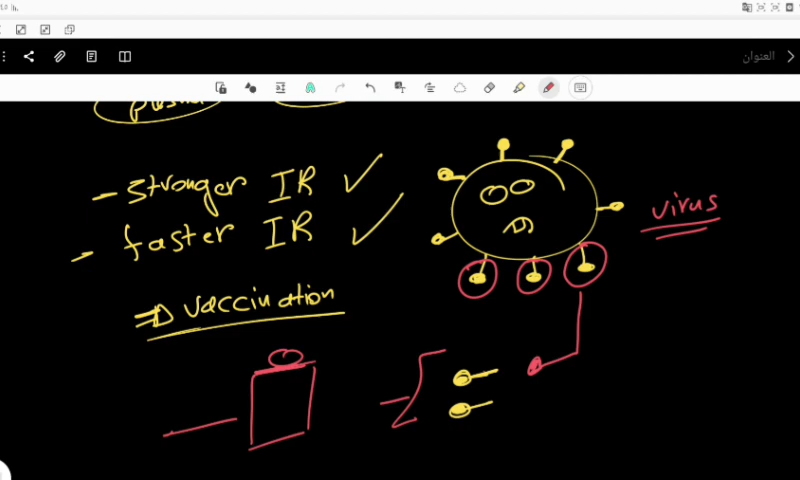 العنوان
- stronger IR ✓
- faster IR ✓
⇒ vaccination
virus